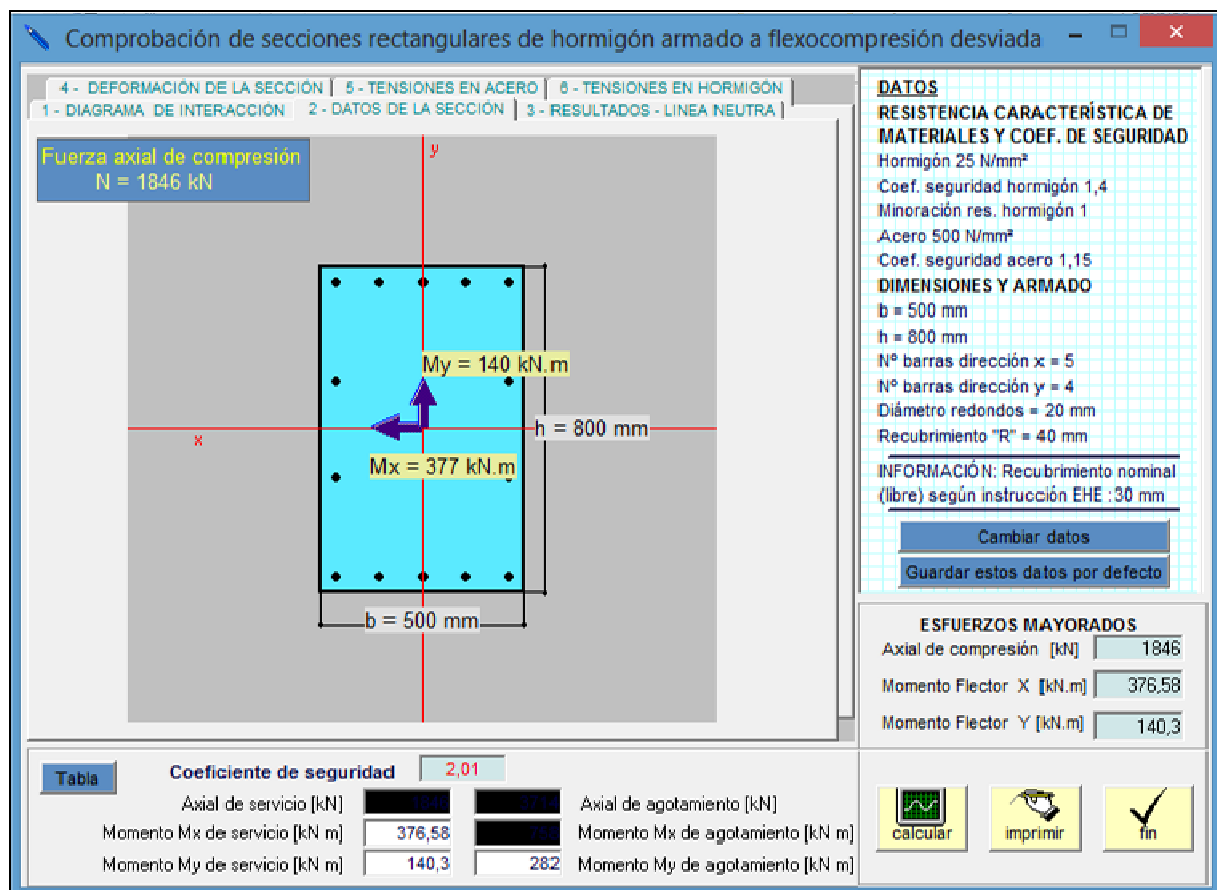 Comprobación de secciones rectangulares de hormigón armado a flexocompresión desviada
4 - DEFORMACIÓN DE LA SECCIÓN
5 - TENSIONES EN ACERO
6 - TENSIONES EN HORMIGÓN
1 - DIAGRAMA DE INTERACCIÓN
2 - DATOS DE LA SECCIÓN
3 - RESULTADOS - LINEA NEUTRA
Fuerza axial de compresión
N = 1846 kN
y
My = 140 kN.m
x
h = 800 mm
Mx = 377 kN.m
b = 500 mm
DATOS
RESISTENCIA CARACTERÍSTICA DE
MATERIALES Y COEF. DE SEGURIDAD
Hormigón 25 N/mm²
Coef. seguridad hormigón 1,4
Minoración res. hormigón 1
Acero 500 N/mm²
Coef. seguridad acero 1,15
DIMENSIONES Y ARMADO
b = 500 mm
h = 800 mm
Nº barras dirección x = 5
Nº barras dirección y = 4
Diámetro redondos = 20 mm
Recubrimiento "R" = 40 mm
INFORMACIÓN: Recubrimiento nominal
(libre) según instrucción EHE :30 mm
Cambiar datos
Guardar estos datos por defecto
ESFUERZOS MAYORADOS
Axial de compresión [kN] 1846
Momento Flector X [kN.m] 376,58
Momento Flector Y [kN.m] 140,3
Tabla
Coeficiente de seguridad 2,01
Axial de servicio [kN] 1846 3714 Axial de agotamiento [kN]
Momento Mx de servicio [kN m] 376,58 758 Momento Mx de agotamiento [kN m]
Momento My de servicio [kN m] 140,3 282 Momento My de agotamiento [kN m]
calcular
imprimir
fin